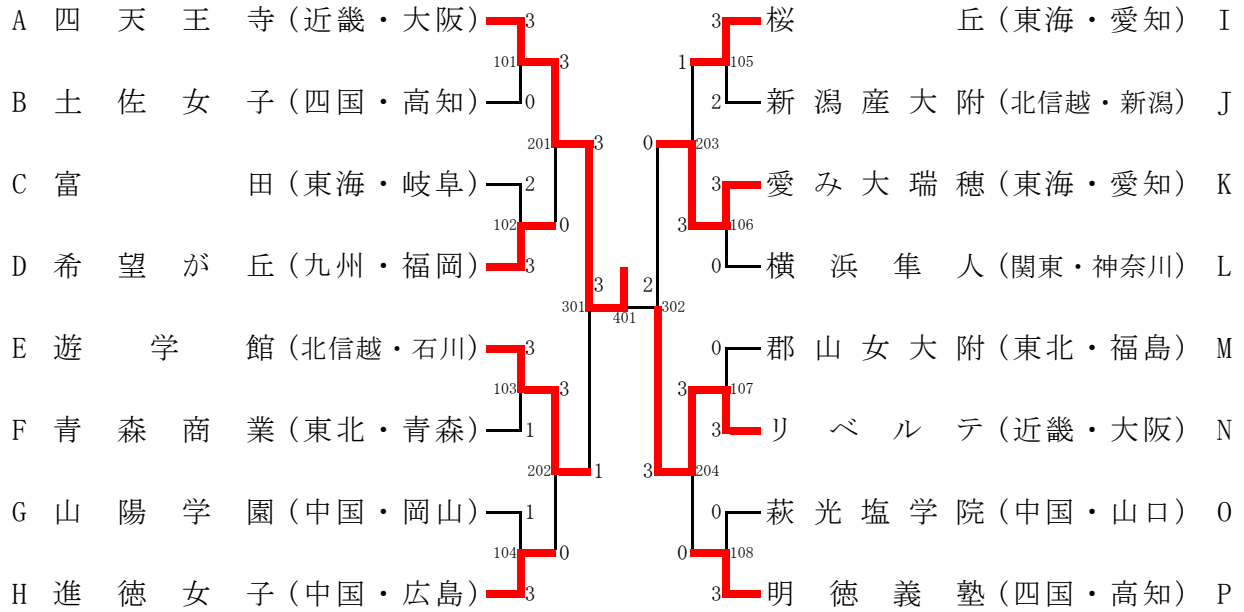 A 四天王寺(近畿・大阪) 3 3 桜丘(東海・愛知) I
101 3 1 105
B 土佐女子(四国・高知) 0 2 新潟産大附(北信越・新潟) J
201 3 0 203
C 富田(東海・岐阜) 2 3 愛み大瑞穂(東海・愛知) K
102 0 3 106
D 希望が丘(九州・福岡) 3 0 横浜隼人(関東・神奈川) L
3 2
301 401 302
E 遊学館(北信越・石川) 3 0 郡山女大附(東北・福島) M
103 3 3 107
F 青森商業(東北・青森) 1 3 リベルテ(近畿・大阪) N
202 1 3 204
G 山陽学園(中国・岡山) 1 0 萩光塩学院(中国・山口) O
104 0 0 108
H 進徳女子(中国・広島) 3 3 明徳義塾(四国・高知) P